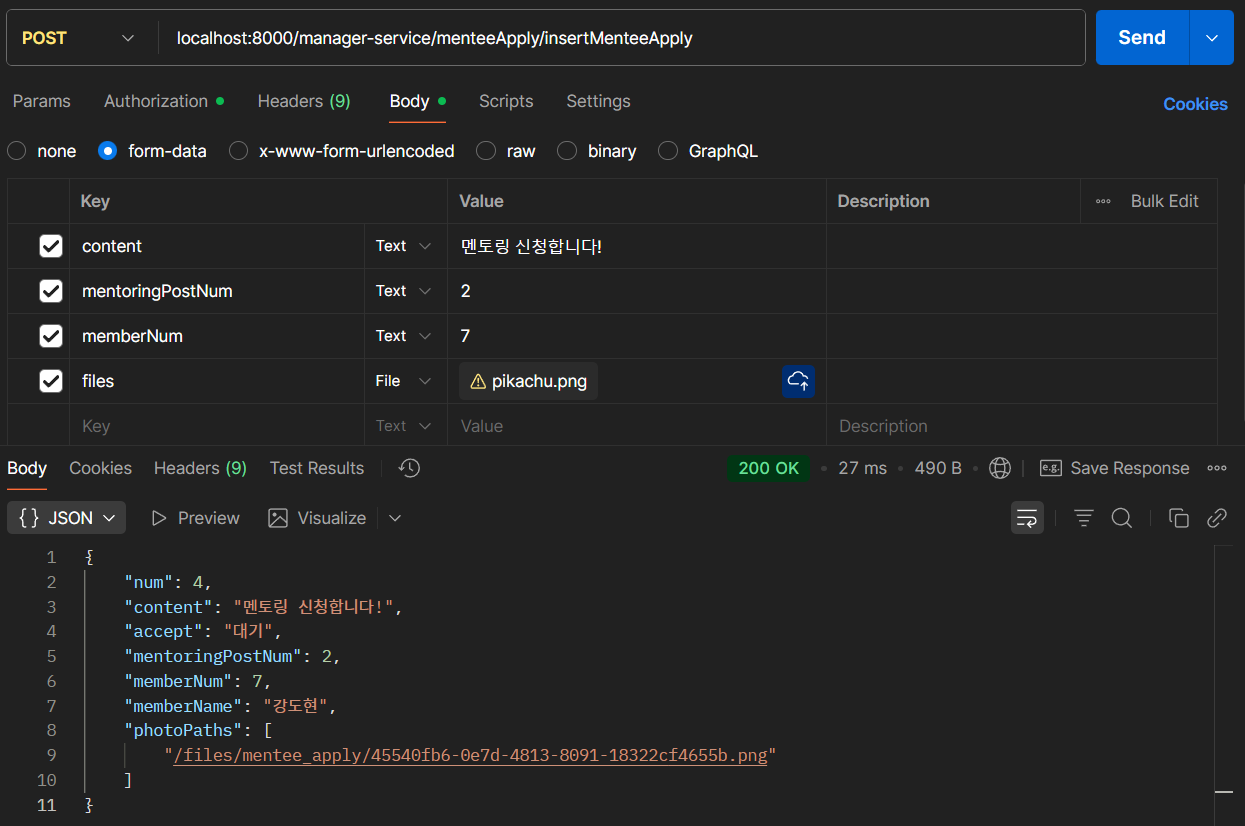 POST localhost:8000/manager-service/menteeApply/insertMenteeApply Send
Params Authorization Headers (9) Body Scripts Settings Cookies
none form-data x-www-form-urlencoded raw binary GraphQL
Key Value Description Bulk Edit
content Text 멘토링 신청합니다!
mentoringPostNum Text 2
memberNum Text 7
files File pikachu.png
Key Text Value Description
Body Cookies Headers (9) Test Results 200 OK 27 ms 490 B e.g. Save Response
{} JSON Preview Visualize
1 {
2 "num": 4,
3 "content": "멘토링 신청합니다!",
4 "accept": "대기",
5 "mentoringPostNum": 2,
6 "memberNum": 7,
7 "memberName": "강도현",
8 "photoPaths": [
9 "/files/mentee_apply/45540fb6-0e7d-4813-8091-18322cf4655b.png"
10 ]
11 }